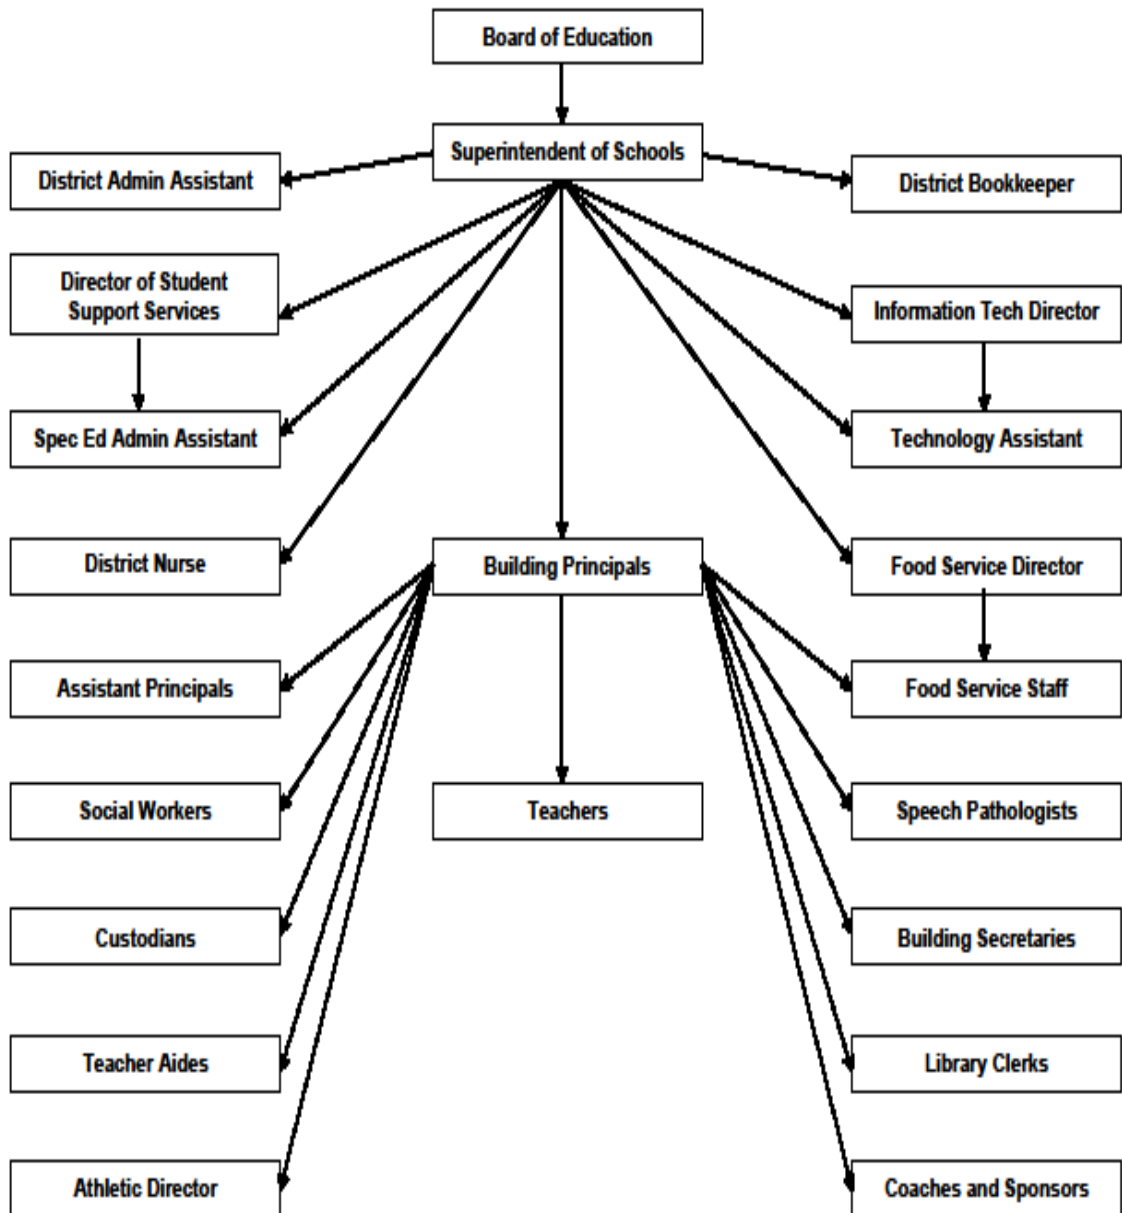 Board of Education
Superintendent of Schools
District Admin Assistant
District Bookkeeper
Director of Student
Support Services
Information Tech Director
Spec Ed Admin Assistant
Technology Assistant
District Nurse
Building Principals
Food Service Director
Assistant Principals
Food Service Staff
Social Workers
Teachers
Speech Pathologists
Custodians
Building Secretaries
Teacher Aides
Library Clerks
Athletic Director
Coaches and Sponsors